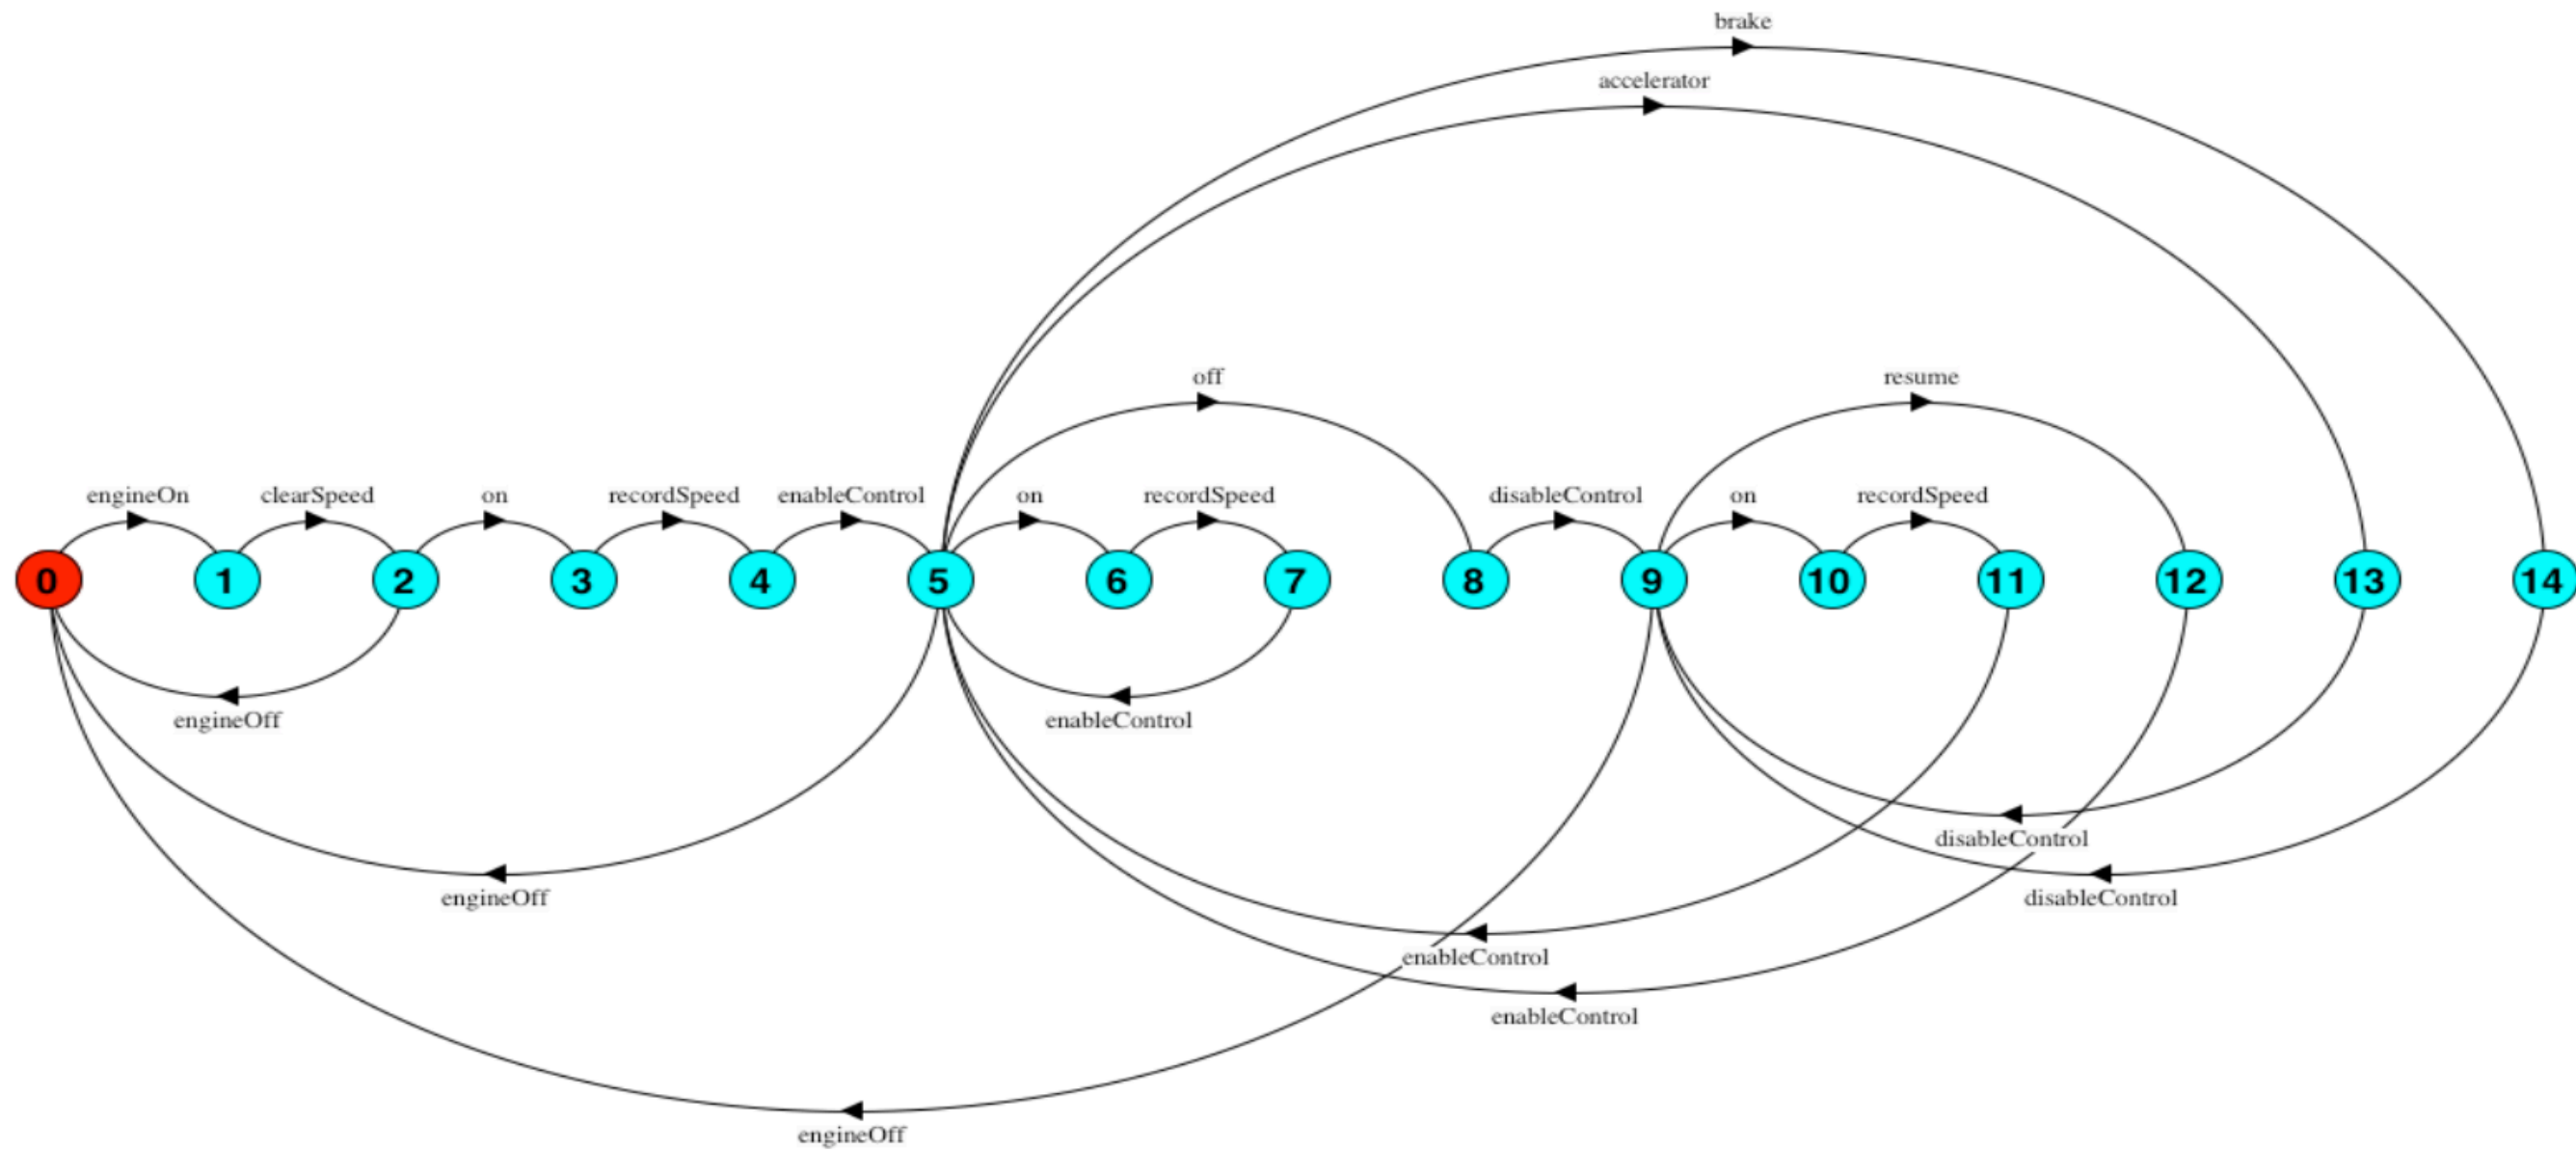 brake
accelerator
off
resume
engineOn
clearSpeed
on
recordSpeed
enableControl
on
recordSpeed
disableControl
on
recordSpeed
0
1
2
3
4
5
6
7
8
9
10
11
12
13
14
engineOff
enableControl
disableControl
engineOff
disableControl
enableControl
enableControl
engineOff